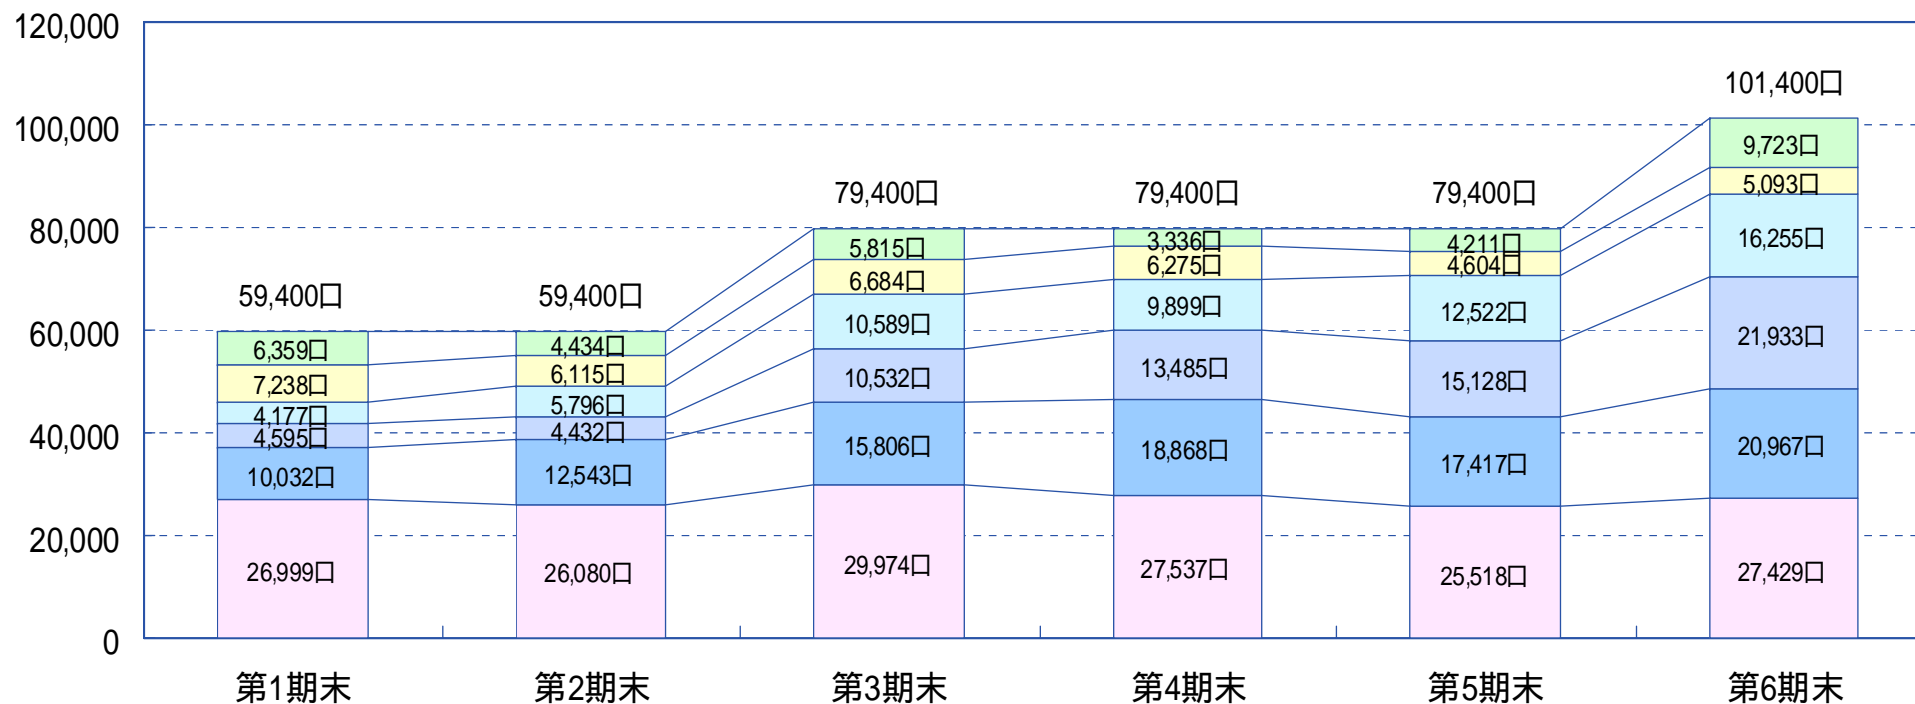 120,000
100,000
80,000
60,000
40,000
20,000
0
59,400口
6,359口
7,238口
4,177口
4,595口
10,032口
26,999口
59,400口
4,434口
6,115口
5,796口
4,432口
12,543口
26,080口
79,400口
5,815口
6,684口
10,589口
10,532口
15,806口
29,974口
79,400口
3,336口
6,275口
9,899口
13,485口
18,868口
27,537口
79,400口
4,211口
4,604口
12,522口
15,128口
17,417口
25,518口
101,400口
9,723口
5,093口
16,255口
21,933口
20,967口
27,429口
第1期末 第2期末 第3期末 第4期末 第5期末 第6期末